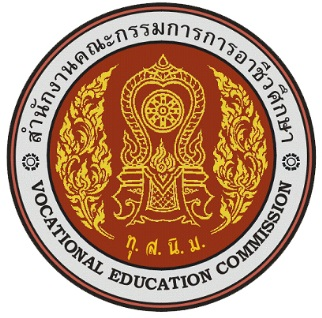 สำนักงานคณะกรรมการการอาชีวศึกษา
ทุ. ส. นิ. ม.
VOCATIONAL EDUCATION COMMISSION